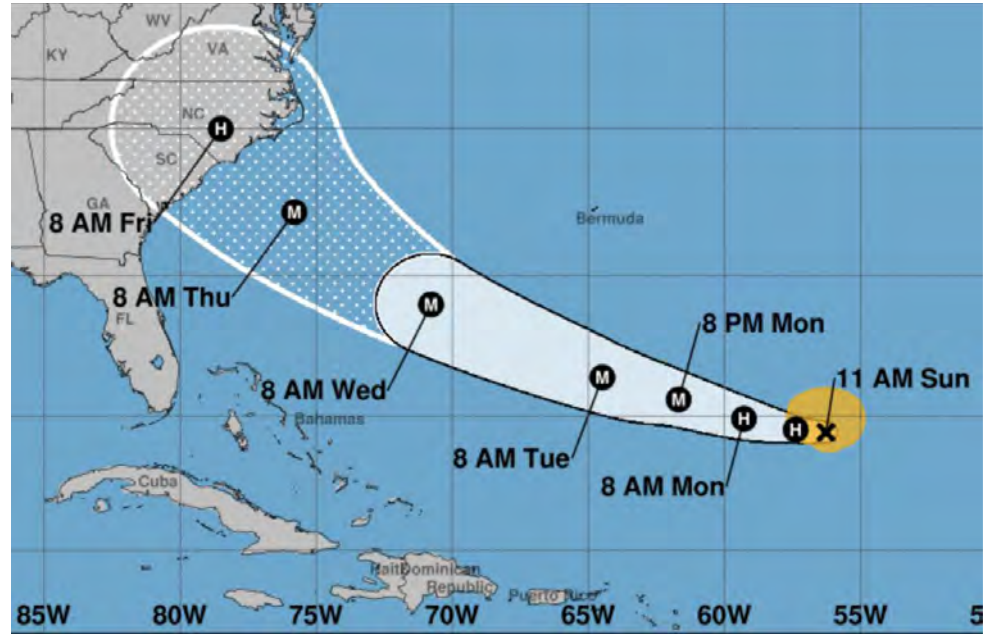 WV
KY
VA
NC
H
SC
GA
8 AM Fri
M
Bermuda
8 AM Thu
FL
M
8 PM Mon
8 AM Wed
M
M
11 AM Sun
H
H
Bahamas
8 AM Tue
8 AM Mon
Cuba
Haiti
Dominican
Republic
Puerto Rico
85W 80W 75W 70W 65W 60W 55W 5